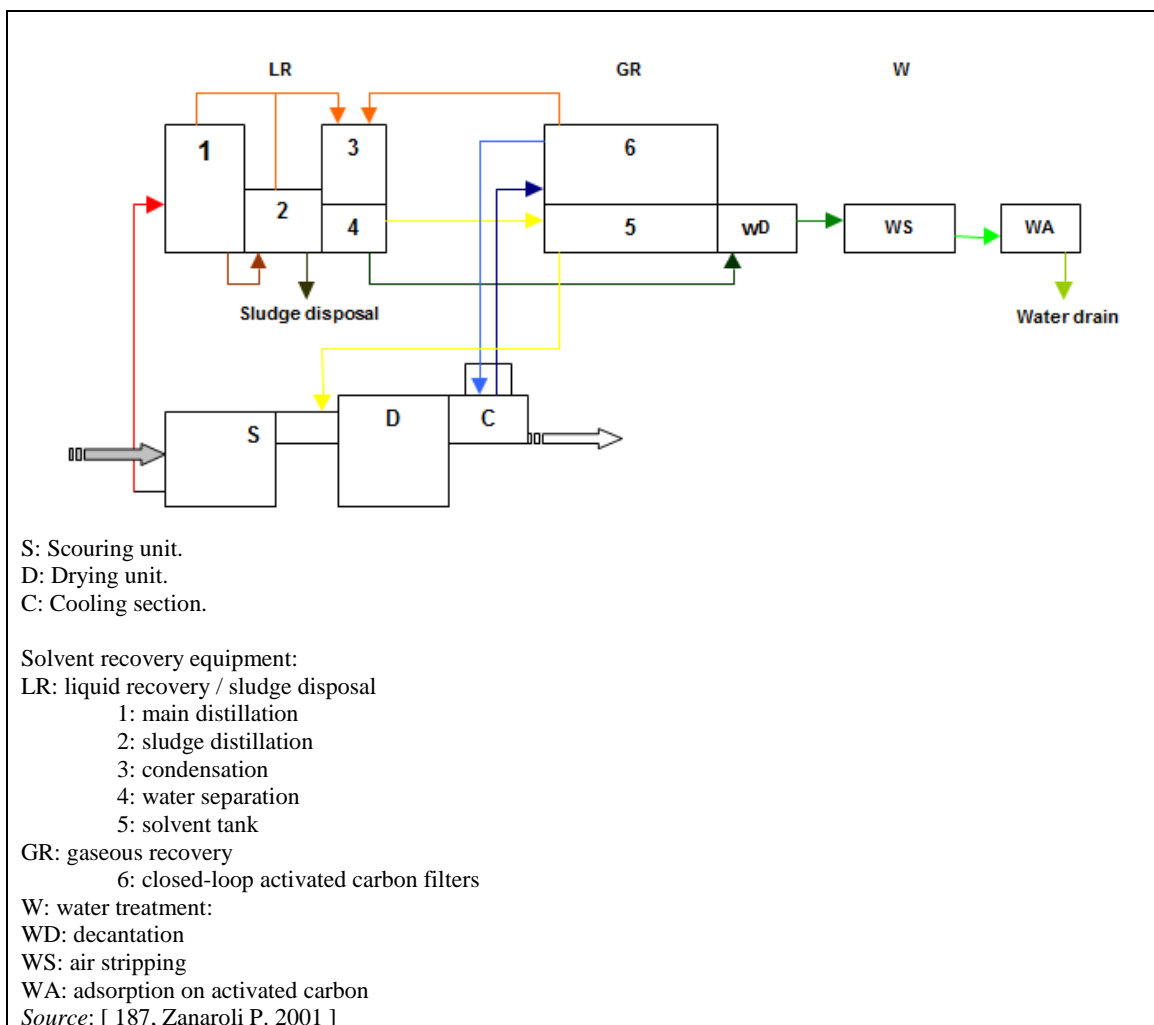 LR GR W
1 3 6
2 4 5 wD WS WA
Sludge disposal Water drain
S D C
S: Scouring unit.
D: Drying unit.
C: Cooling section.
Solvent recovery equipment:
LR: liquid recovery / sludge disposal
1: main distillation
2: sludge distillation
3: condensation
4: water separation
5: solvent tank
GR: gaseous recovery
6: closed-loop activated carbon filters
W: water treatment:
WD: decantation
WS: air stripping
WA: adsorption on activated carbon
Source: [ 187, Zanaroli P. 2001 ]